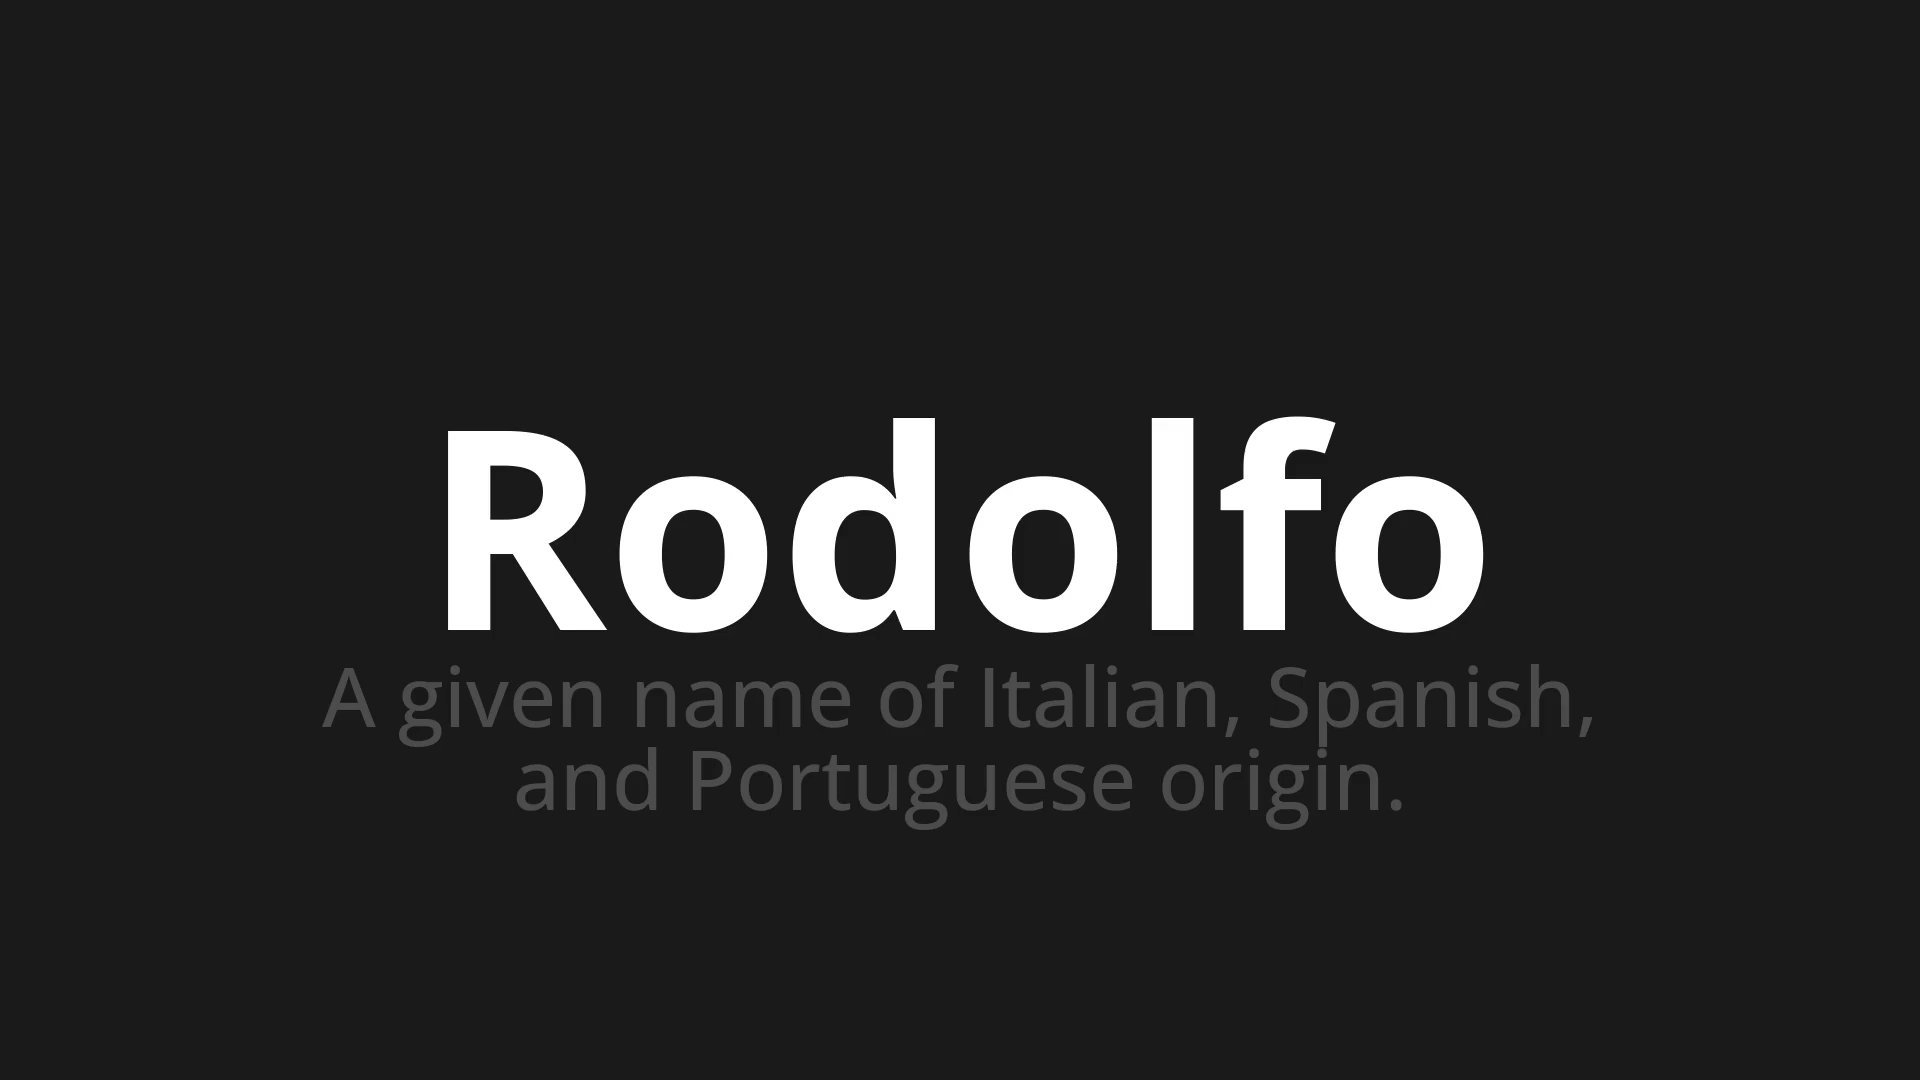 Rodolfo
A given name of Italian, Spanish,
and Portuguese origin.